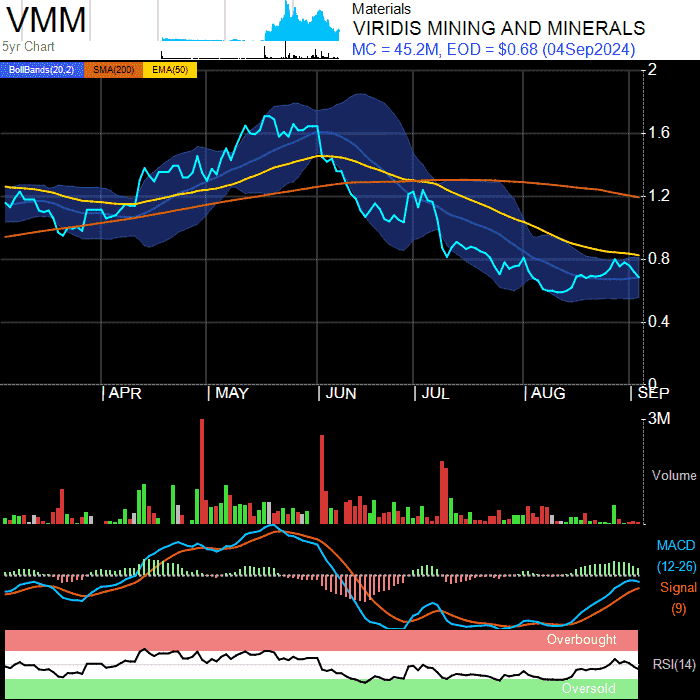 VMM
5yr Chart
Materials
VIRIDIS MINING AND MINERALS
MC = 45.2M, EOD = $0.68 (04Sep2024)
BollBands(20,2) SMA(200) EMA(50)
2
1.6
1.2
0.8
0.4
0
APR MAY JUN JUL AUG SEP
3M
Volume
MACD
(12-26)
Signal
(9)
Overbought
RSI(14)
Oversold